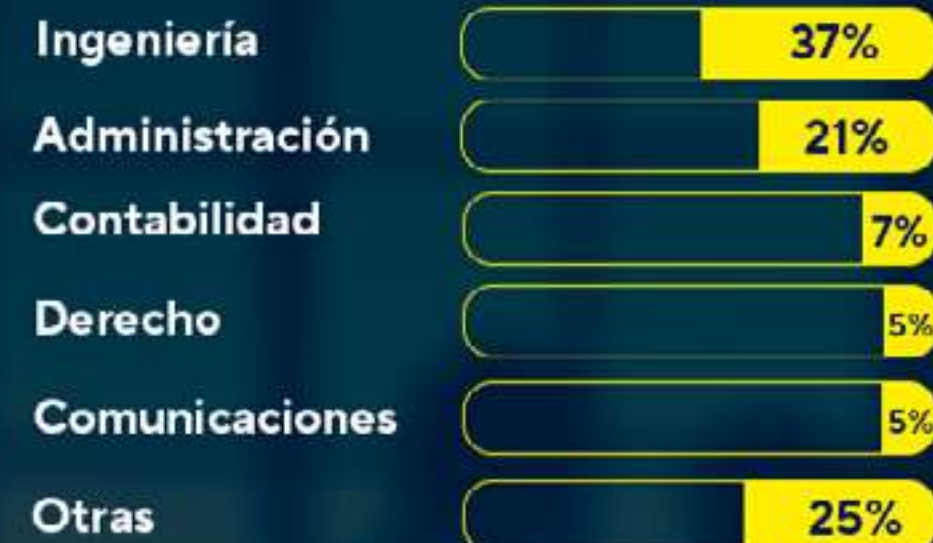 Ingeniería 37%
Administración 21%
Contabilidad 7%
Derecho 5%
Comunicaciones 5%
Otras 25%